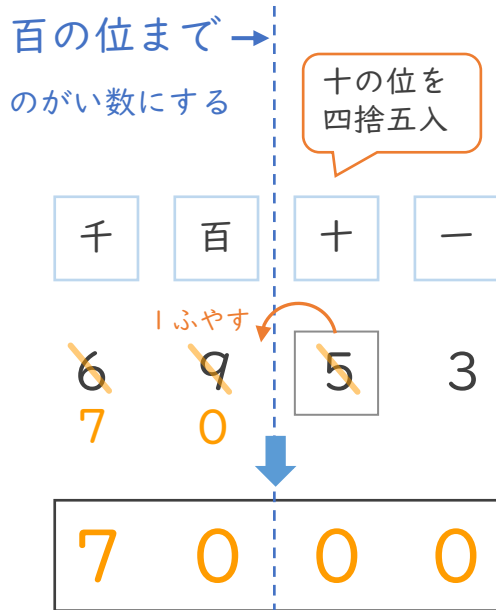 百の位まで→
のがい数にする
十の位を
四捨五入
千 百 十 一
1ふやす
6 9 5 3
7 0
7 0 0 0